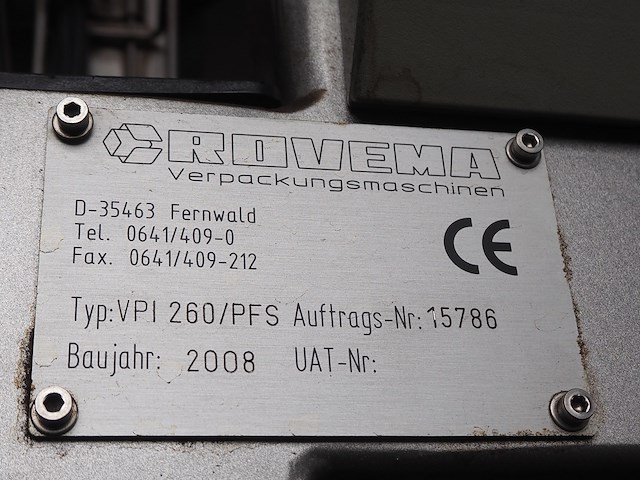 ROVEMA
Verpackungsmaschinen
D-35463 Fernwald
Tel. 0641/409-0
Fax. 0641/409-212
CE
Typ: VPI 260/PFS Auftrags-Nr: 15786
Baujahr: 2008 UAT-Nr: